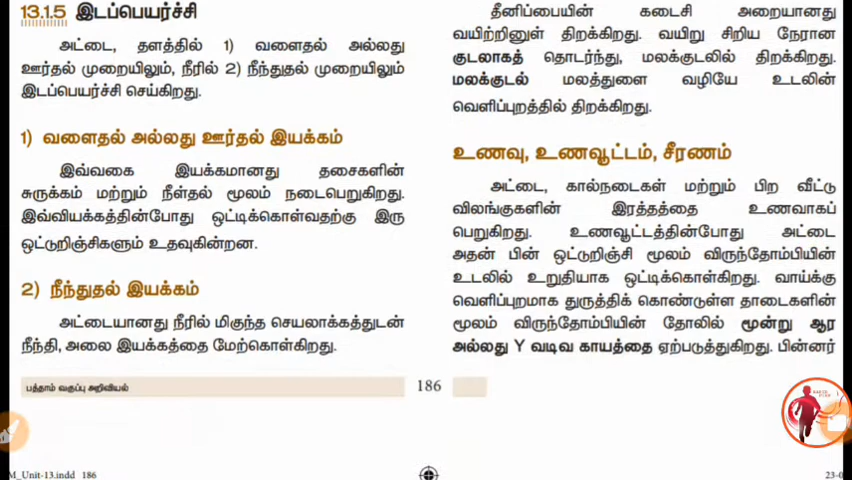 13.1.5 இடப்பெயர்ச்சி
அட்டை, தளத்தில் 1) வளைதல் அல்லது
ஊர்தல் முறையிலும், நீரில் 2) நீந்துதல் முறையிலும்
இடப்பெயர்ச்சி செய்கிறது.
1) வளைதல் அல்லது ஊர்தல் இயக்கம்
இவ்வகை இயக்கமானது தசைகளின்
சுருக்கம் மற்றும் நீள்தல் மூலம் நடைபெறுகிறது.
இவ்வியக்கத்தின்போது ஒட்டிக்கொள்வதற்கு இரு
ஒட்டுறிஞ்சிகளும் உதவுகின்றன.
2) நீந்துதல் இயக்கம்
அட்டையானது நீரில் மிகுந்த செயலாக்கத்துடன்
நீந்தி, அலை இயக்கத்தை மேற்கொள்கிறது.
பத்தாம் வகுப்பு அறிவியல்
186
தீனிப்பையின் கடைசி அறையானது
வயிற்றினுள் திறக்கிறது. வயிறு சிறிய நேரான
குடலாகத் தொடர்ந்து, மலக்குடலில் திறக்கிறது.
மலக்குடல் மலத்துளை வழியே உடலின்
வெளிப்புறத்தில் திறக்கிறது.
உணவு, உணவூட்டம், சீரணம்
அட்டை, கால்நடைகள் மற்றும் பிற வீட்டு
விலங்குகளின் இரத்தத்தை உணவாகப்
பெறுகிறது. உணவூட்டத்தின்போது அட்டை
அதன் பின் ஒட்டுறிஞ்சி மூலம் விருந்தோம்பியின்
உடலில் உறுதியாக ஒட்டிக்கொள்கிறது. வாய்க்கு
வெளிப்புறமாக துருத்திக் கொண்டுள்ள தாடைகளின்
மூலம் விருந்தோம்பியின் தோலில் மூன்று ஆர
அல்லது Y வடிவ காயத்தை ஏற்படுத்துகிறது. பின்னர்
M_Unit-13.indd 186
23-0